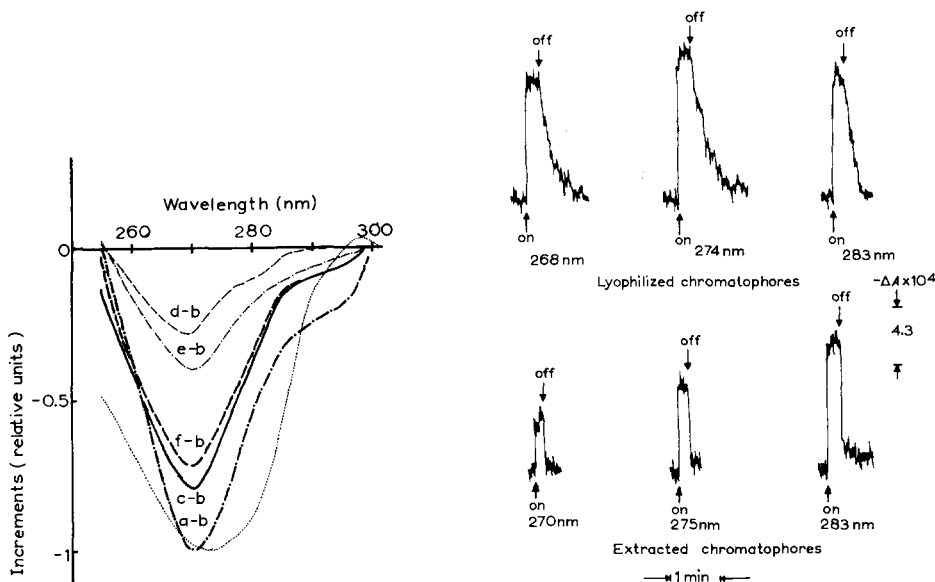 Wavelength (nm)
260
280
300
0
-0.5
-1
Increments (relative units)
d-b
e-b
f-b
c-b
a-b
off
off
off
on
on
on
268 nm
274 nm
283 nm
Lyophilized chromatophores
-ΔA×10⁴
4.3
off
off
off
on
on
on
270nm
275nm
283 nm
Extracted chromatophores
1 min